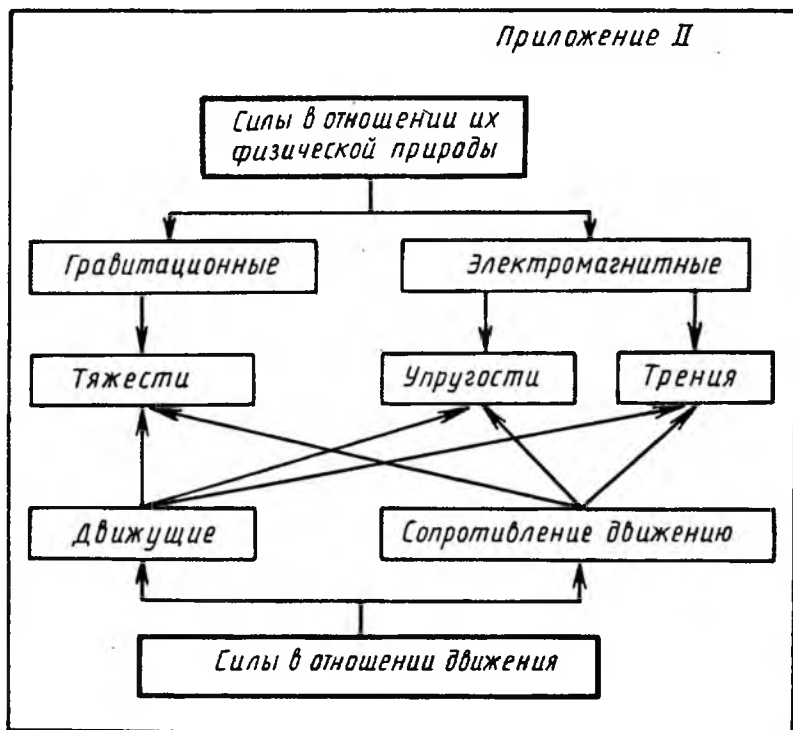 Приложение II
Силы в отношении их
физической природы
Гравитационные
Электромагнитные
Тяжести
Упругости
Трения
Движущие
Сопротивление движению
Силы в отношении движения